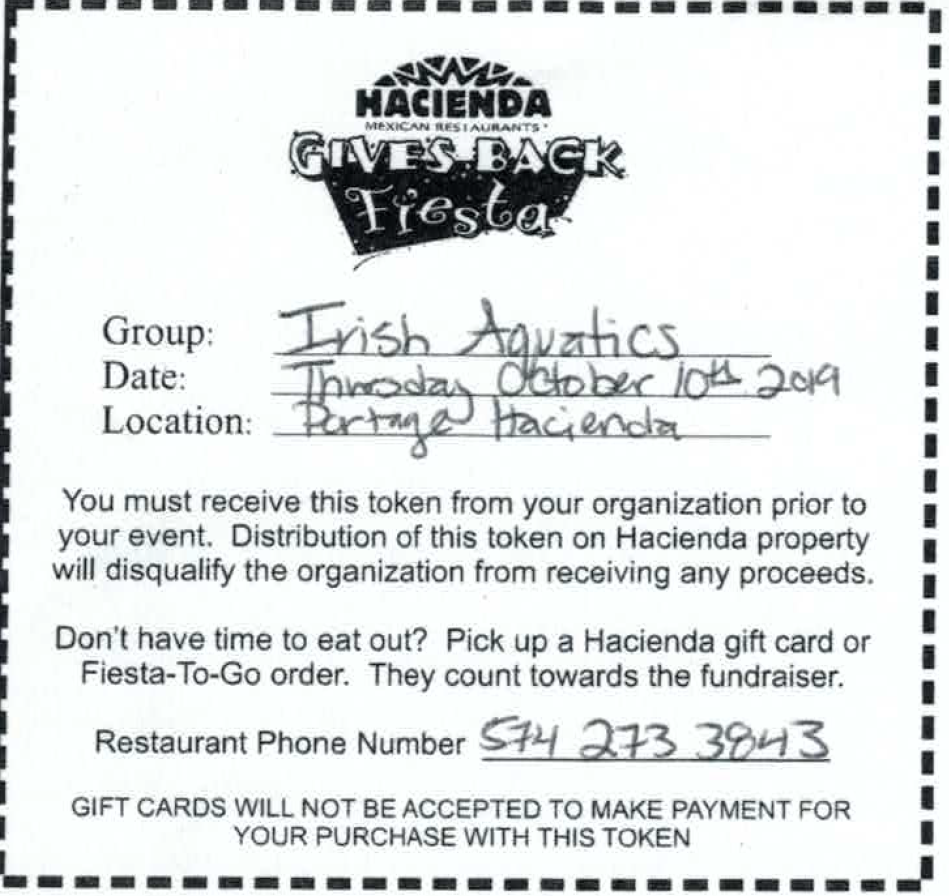 HACIENDA
MEXICAN RESTAURANTS
GIVES BACK
Fiesta
Group: Irish Aquatics
Date: Thursday October 10th 2019
Location: Portage Hacienda
You must receive this token from your organization prior to
your event. Distribution of this token on Hacienda property
will disqualify the organization from receiving any proceeds.
Don't have time to eat out? Pick up a Hacienda gift card or
Fiesta-To-Go order. They count towards the fundraiser.
Restaurant Phone Number 574 273 3843
GIFT CARDS WILL NOT BE ACCEPTED TO MAKE PAYMENT FOR
YOUR PURCHASE WITH THIS TOKEN